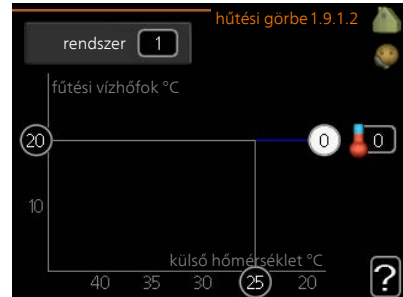 hűtési görbe 1.9.1.2
rendszer 1
fűtési vízhőfok °C
20 0 0
10
külső hőmérséklet °C
40 35 30 25 20
?